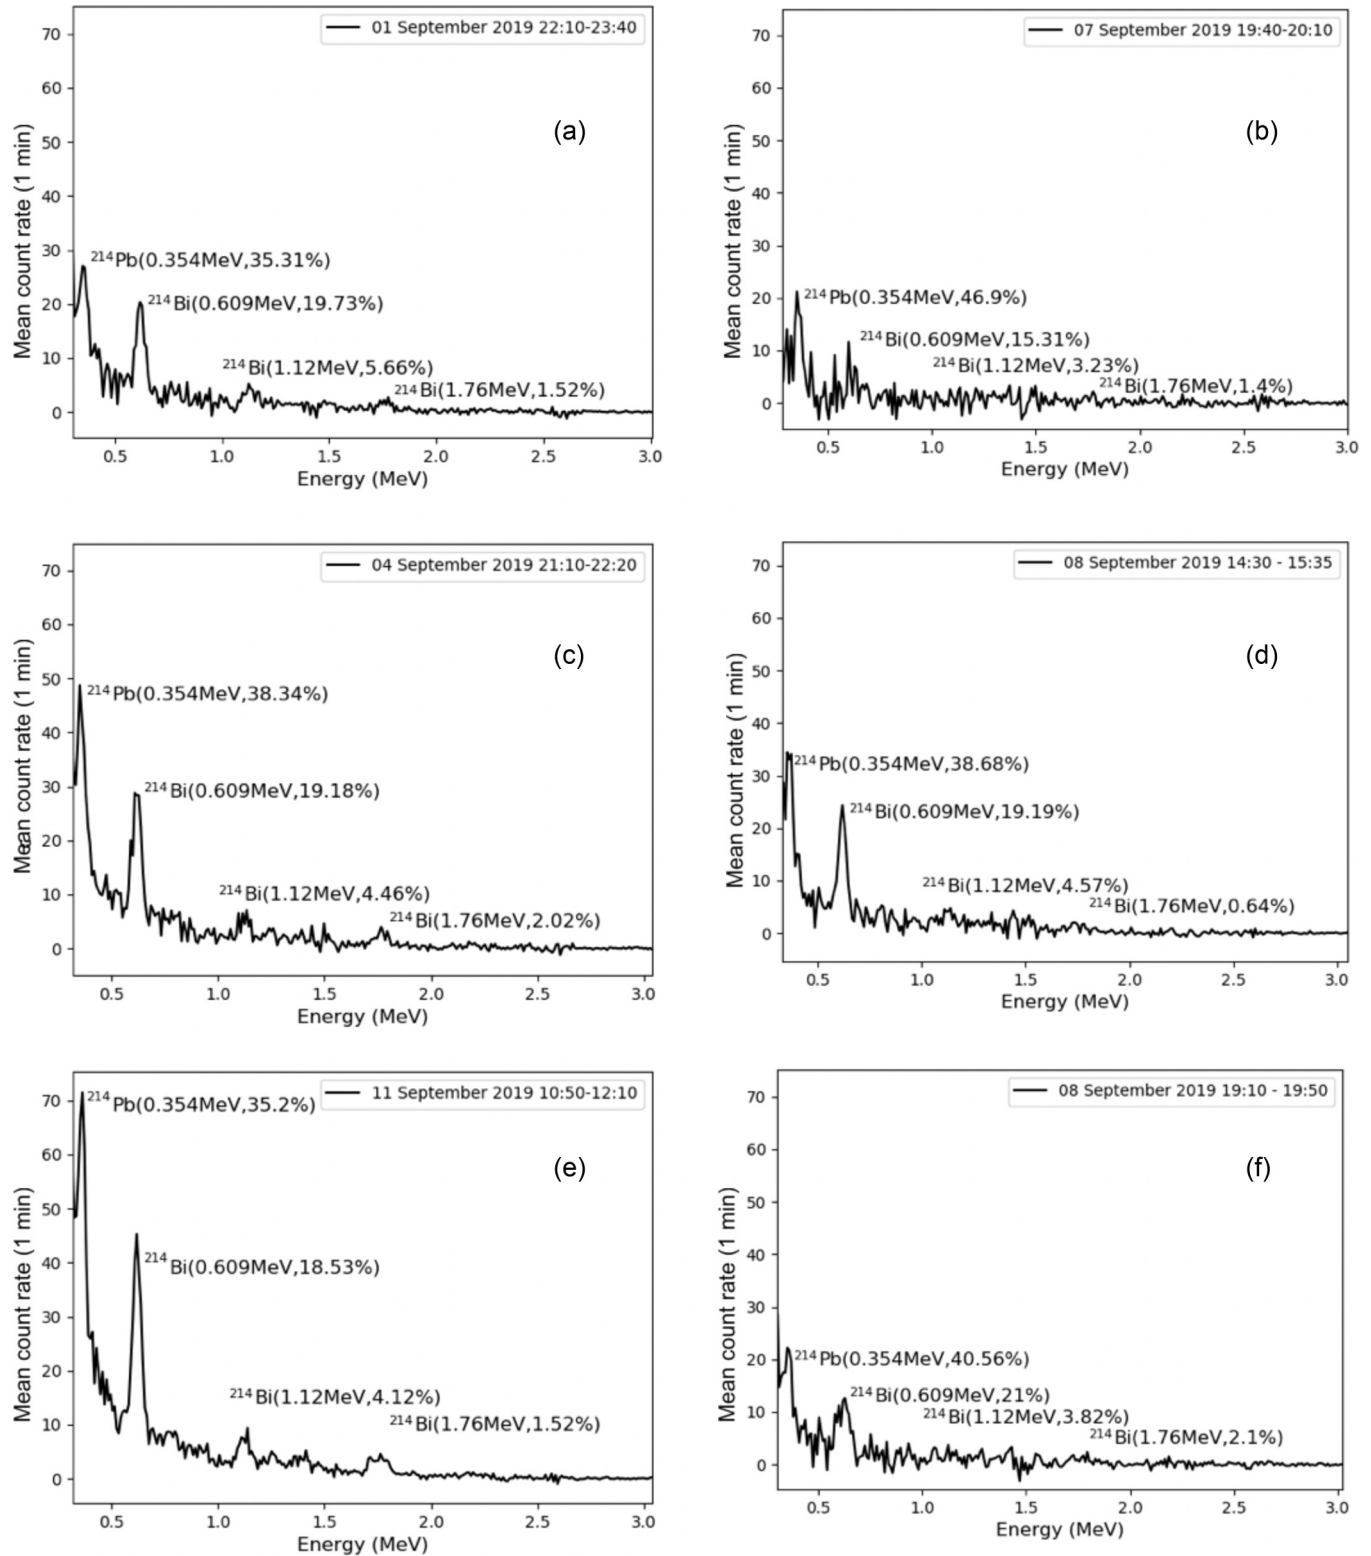 01 September 2019 22:10-23:40
70
60
50
40
30
20
10
0
Mean count rate (1 min)
(a)
²¹⁴Pb(0.354MeV,35.31%)
²¹⁴Bi(0.609MeV,19.73%)
²¹⁴Bi(1.12MeV,5.66%)
²¹⁴Bi(1.76MeV,1.52%)
0.5 1.0 1.5 2.0 2.5 3.0
Energy (MeV)
07 September 2019 19:40-20:10
70
60
50
40
30
20
10
0
Mean count rate (1 min)
(b)
²¹⁴Pb(0.354MeV,46.9%)
²¹⁴Bi(0.609MeV,15.31%)
²¹⁴Bi(1.12MeV,3.23%)
²¹⁴Bi(1.76MeV,1.4%)
0.5 1.0 1.5 2.0 2.5 3.0
Energy (MeV)
04 September 2019 21:10-22:20
70
60
50
40
30
20
10
0
Mean count rate (1 min)
(c)
²¹⁴Pb(0.354MeV,38.34%)
²¹⁴Bi(0.609MeV,19.18%)
²¹⁴Bi(1.12MeV,4.46%)
²¹⁴Bi(1.76MeV,2.02%)
0.5 1.0 1.5 2.0 2.5 3.0
Energy (MeV)
08 September 2019 14:30 - 15:35
70
60
50
40
30
20
10
0
Mean count rate (1 min)
(d)
²¹⁴Pb(0.354MeV,38.68%)
²¹⁴Bi(0.609MeV,19.19%)
²¹⁴Bi(1.12MeV,4.57%)
²¹⁴Bi(1.76MeV,0.64%)
0.5 1.0 1.5 2.0 2.5 3.0
Energy (MeV)
11 September 2019 10:50-12:10
70
60
50
40
30
20
10
0
Mean count rate (1 min)
(e)
²¹⁴Pb(0.354MeV,35.2%)
²¹⁴Bi(0.609MeV,18.53%)
²¹⁴Bi(1.12MeV,4.12%)
²¹⁴Bi(1.76MeV,1.52%)
0.5 1.0 1.5 2.0 2.5 3.0
Energy (MeV)
08 September 2019 19:10 - 19:50
70
60
50
40
30
20
10
0
Mean count rate (1 min)
(f)
²¹⁴Pb(0.354MeV,40.56%)
²¹⁴Bi(0.609MeV,21%)
²¹⁴Bi(1.12MeV,3.82%)
²¹⁴Bi(1.76MeV,2.1%)
0.5 1.0 1.5 2.0 2.5 3.0
Energy (MeV)